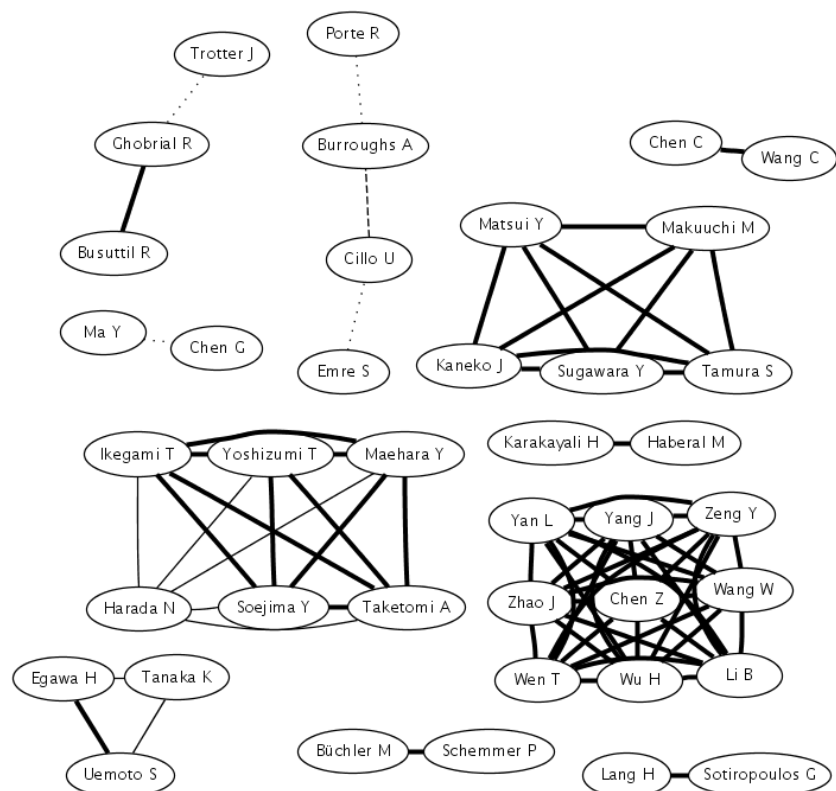 Porte R
Trotter J
Ghobrial R
Burroughs A
Chen C
Wang C
Matsui Y
Makuuchi M
Busuttil R
Cillo U
Ma Y
Chen G
Emre S
Kaneko J
Sugawara Y
Tamura S
Karakayali H
Haberal M
Ikegami T
Yoshizumi T
Maehara Y
Yan L
Yang J
Zeng Y
Harada N
Soejima Y
Taketomi A
Zhao J
Chen Z
Wang W
Wen T
Wu H
Li B
Egawa H
Tanaka K
Uemoto S
Büchler M
Schemmer P
Lang H
Sotiropoulos G